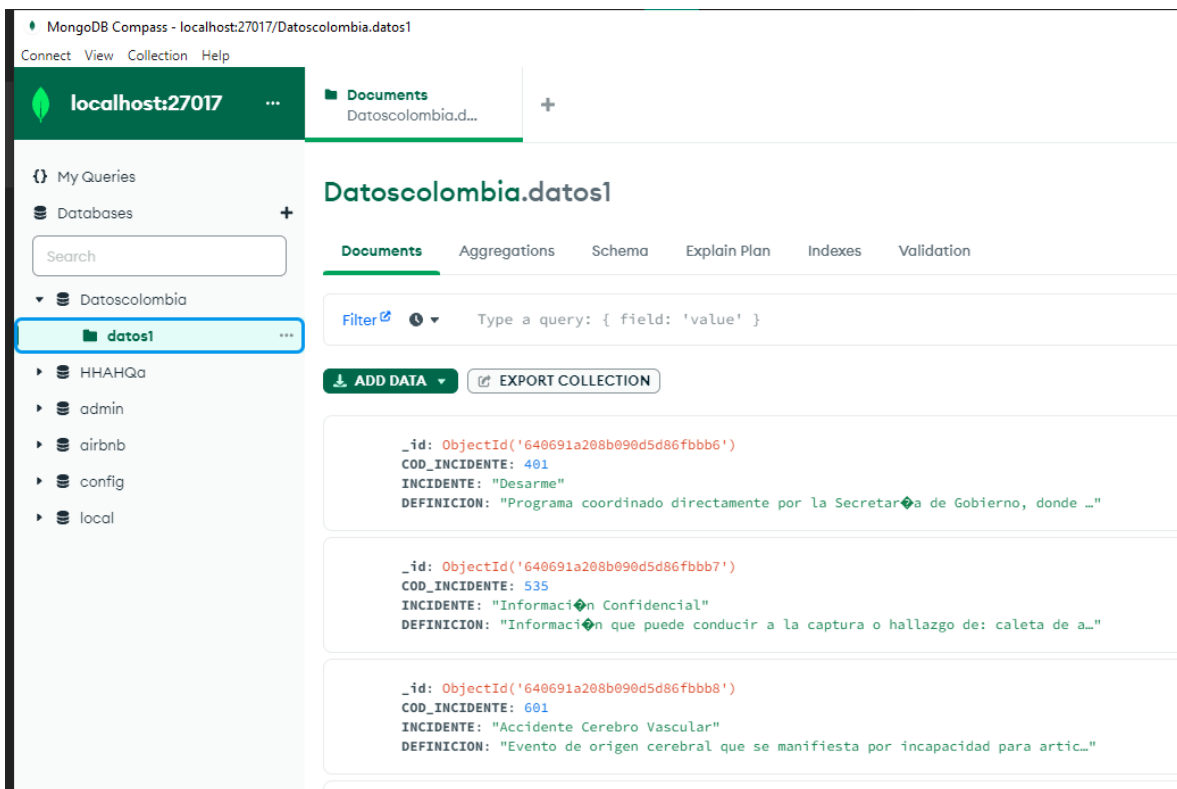 MongoDB Compass - localhost:27017/Datoscolombia.datos1
Connect View Collection Help
localhost:27017 ...
Documents
Datoscolombia.d...
+
{} My Queries
Databases +
Search
Datoscolombia
datos1 ...
HHAHQa
admin
airbnb
config
local
Datoscolombia.datos1
Documents Aggregations Schema Explain Plan Indexes Validation
Filter Type a query: { field: 'value' }
ADD DATA EXPORT COLLECTION
_id: ObjectId('640691a208b090d5d86fbbb6')
COD_INCIDENTE: 401
INCIDENTE: "Desarme"
DEFINICION: "Programa coordinado directamente por la Secretar�a de Gobierno, donde …"
_id: ObjectId('640691a208b090d5d86fbbb7')
COD_INCIDENTE: 535
INCIDENTE: "Informaci�n Confidencial"
DEFINICION: "Informaci�n que puede conducir a la captura o hallazgo de: caleta de a…"
_id: ObjectId('640691a208b090d5d86fbbb8')
COD_INCIDENTE: 601
INCIDENTE: "Accidente Cerebro Vascular"
DEFINICION: "Evento de origen cerebral que se manifiesta por incapacidad para artic…"